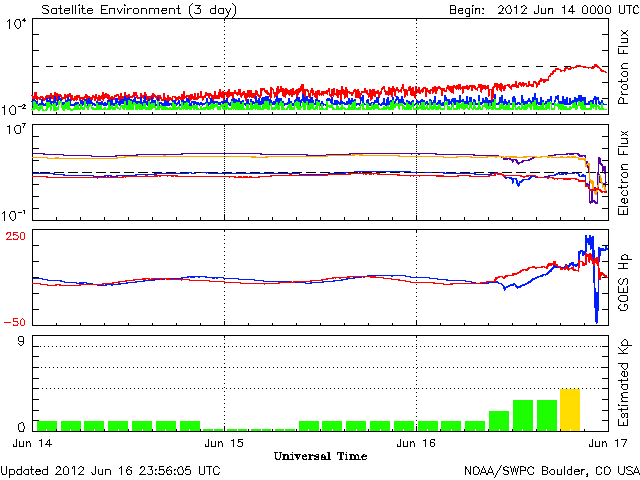 Satellite Environment (3 day) Begin: 2012 Jun 14 0000 UTC
10^4
Proton Flux
10^-2
10^7
Electron Flux
10^-1
250
GOES Hp
-50
9
Estimated Kp
0
Jun 14 Jun 15 Jun 16 Jun 17
Universal Time
Updated 2012 Jun 16 23:56:05 UTC NOAA/SWPC Boulder, CO USA